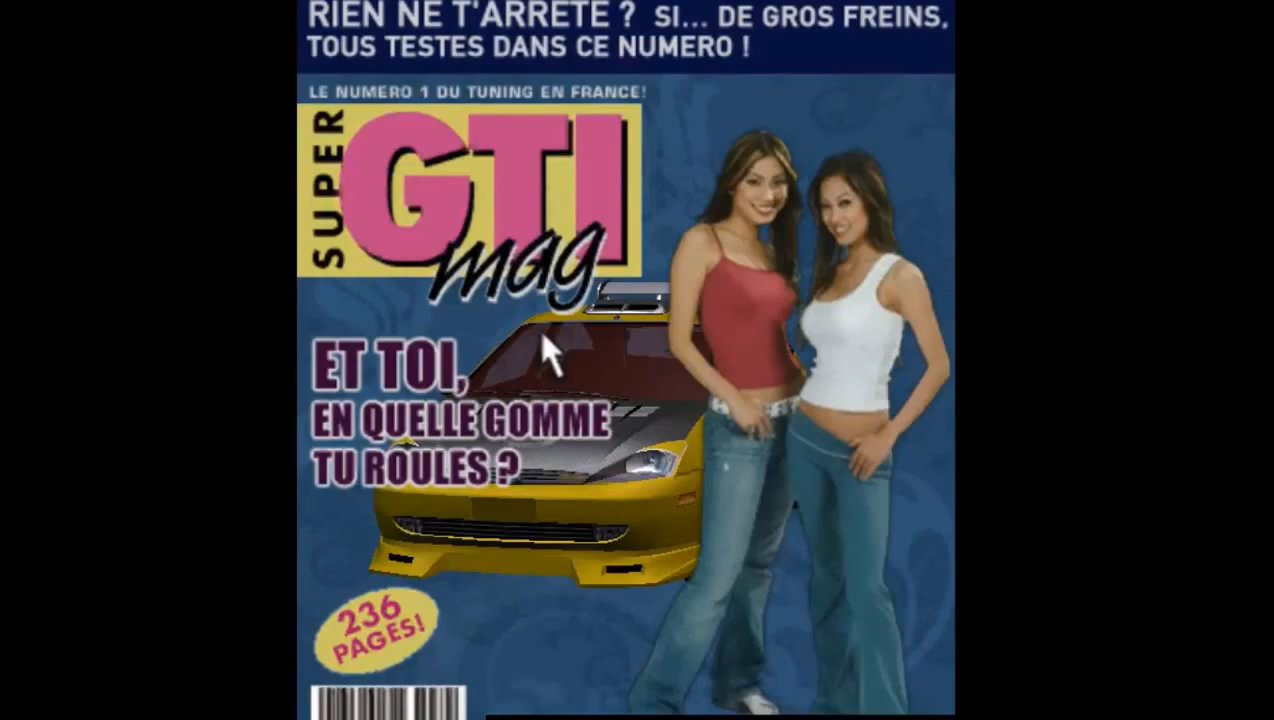 RIEN NE T'ARRETE ? SI... DE GROS FREINS,
TOUS TESTES DANS CE NUMERO !
LE NUMERO 1 DU TUNING EN FRANCE!
SUPER
GTI
mag
ET TOI,
EN QUELLE GOMME
TU ROULES ?
236
PAGES!